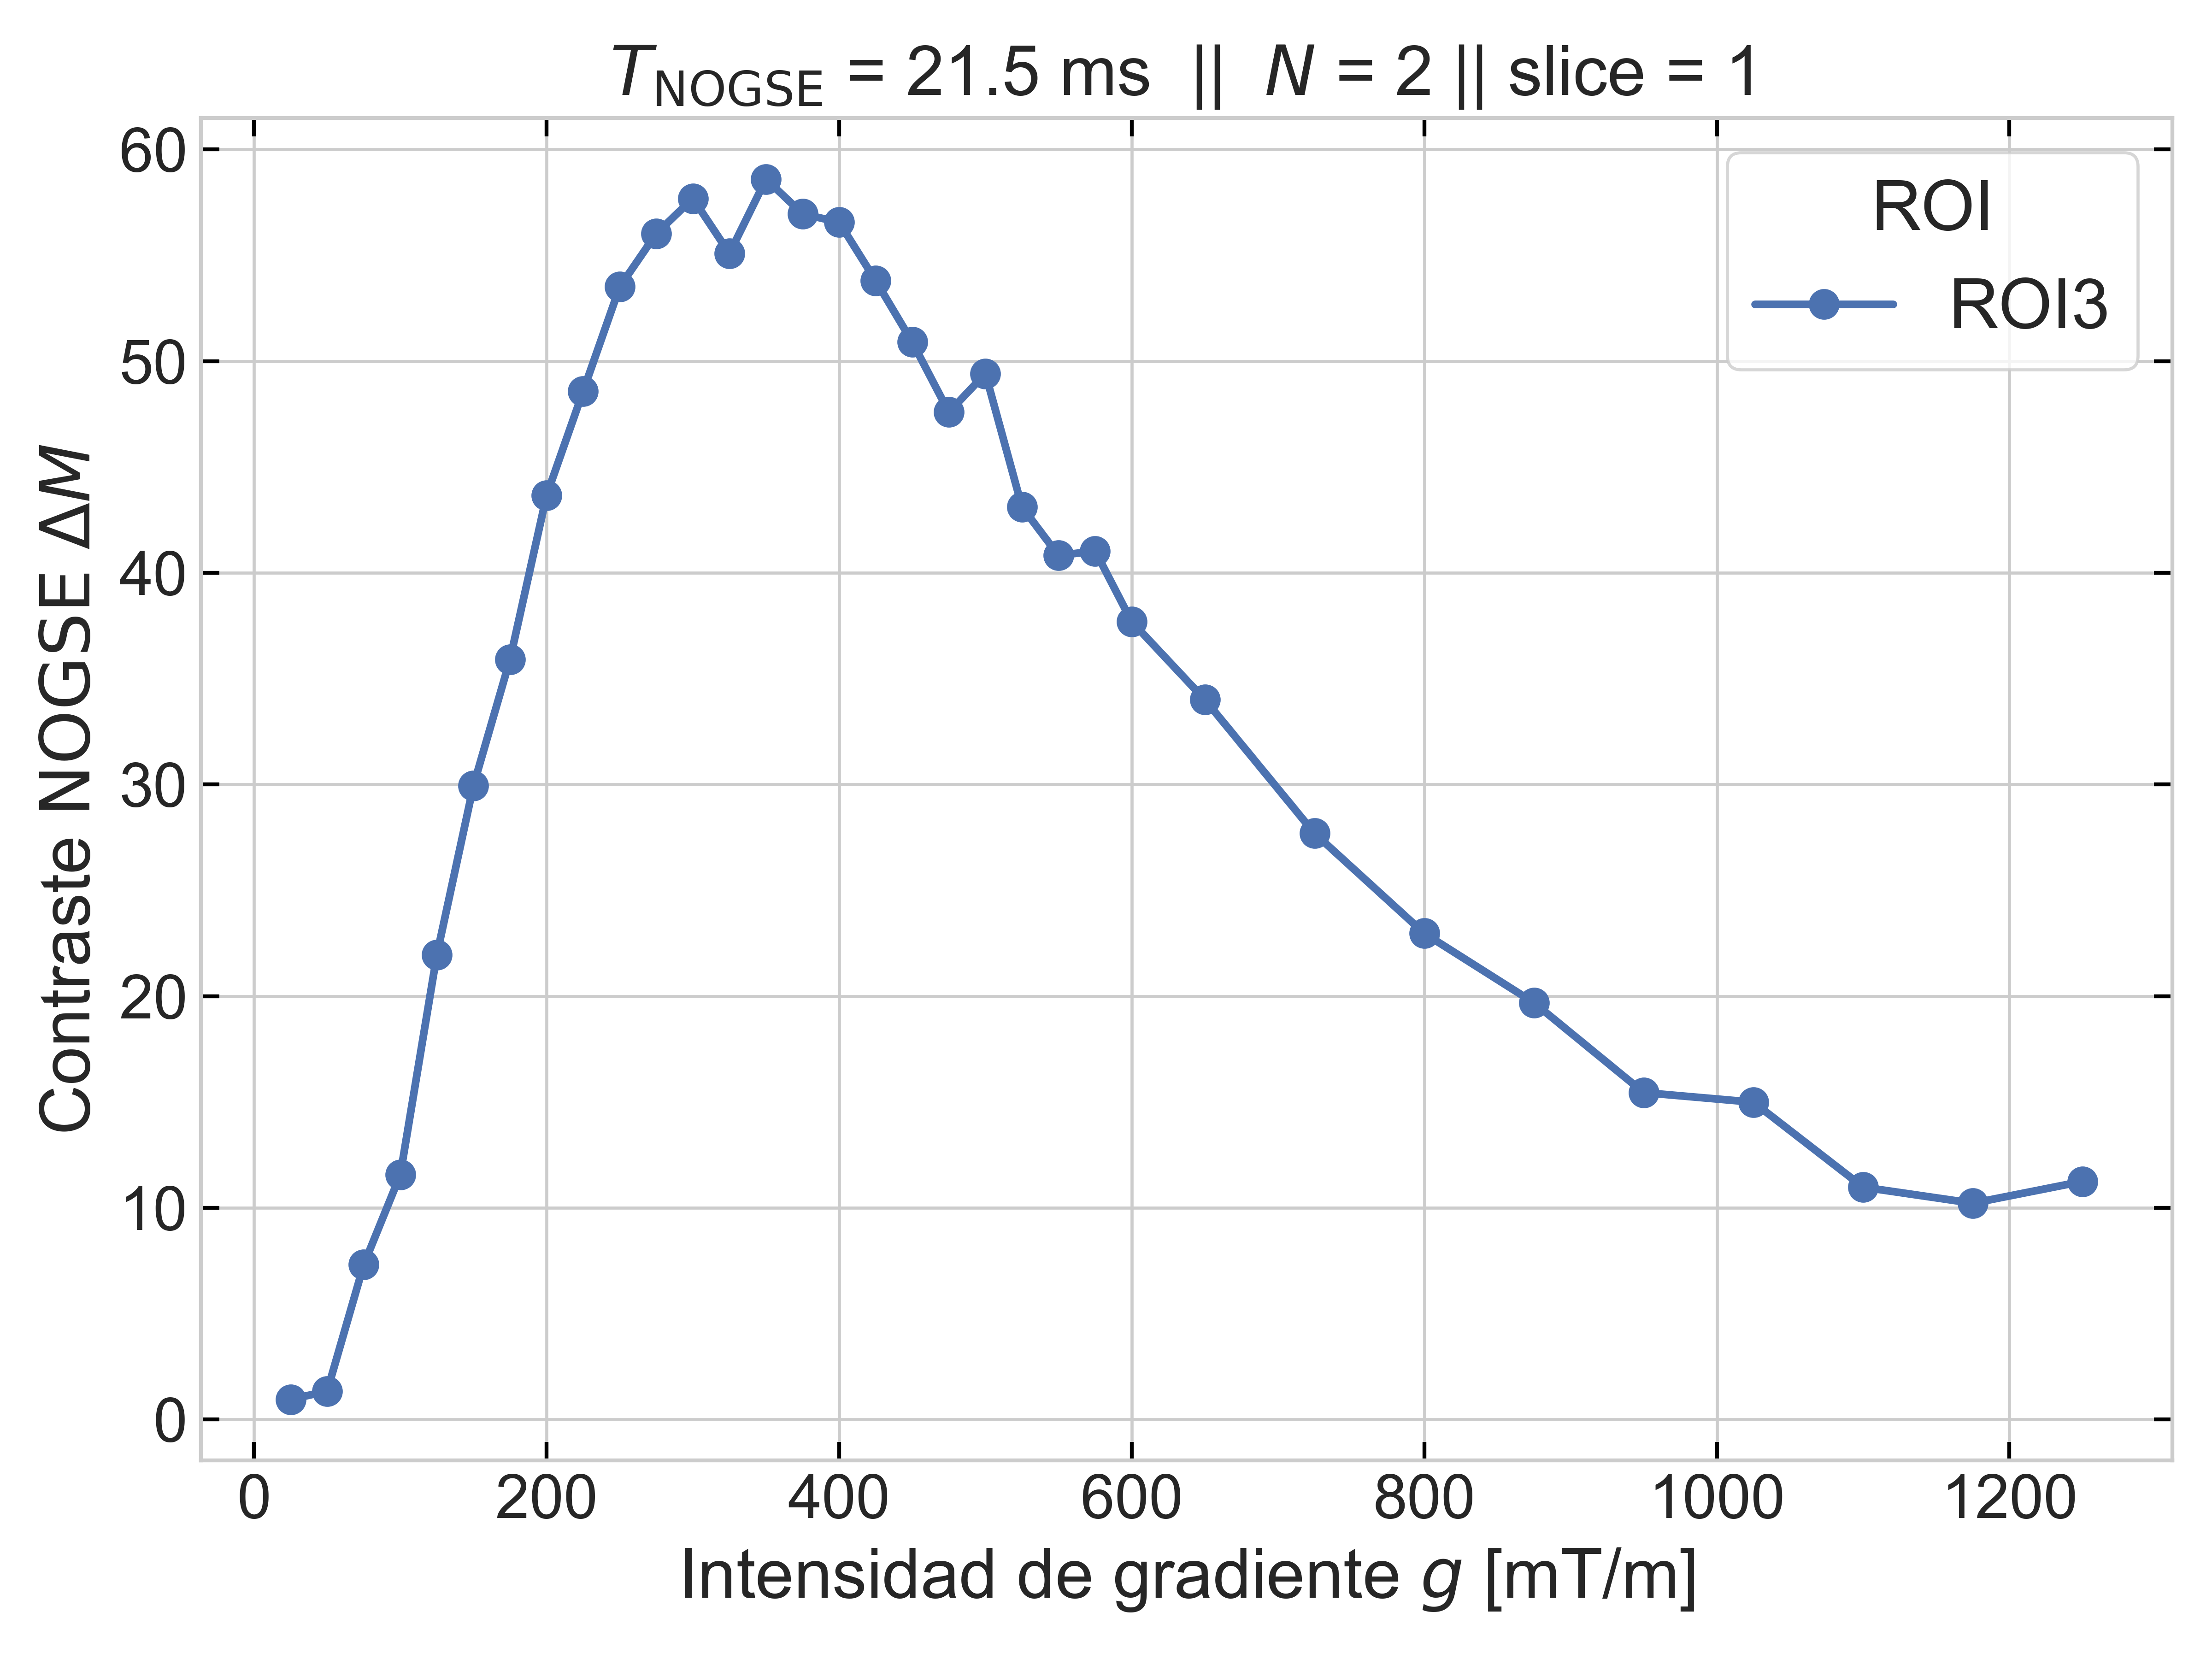 T_NOGSE = 21.5 ms || N = 2 || slice = 1
Contraste NOGSE ΔM
60
50
40
30
20
10
0
ROI
ROI3
0 200 400 600 800 1000 1200
Intensidad de gradiente g [mT/m]